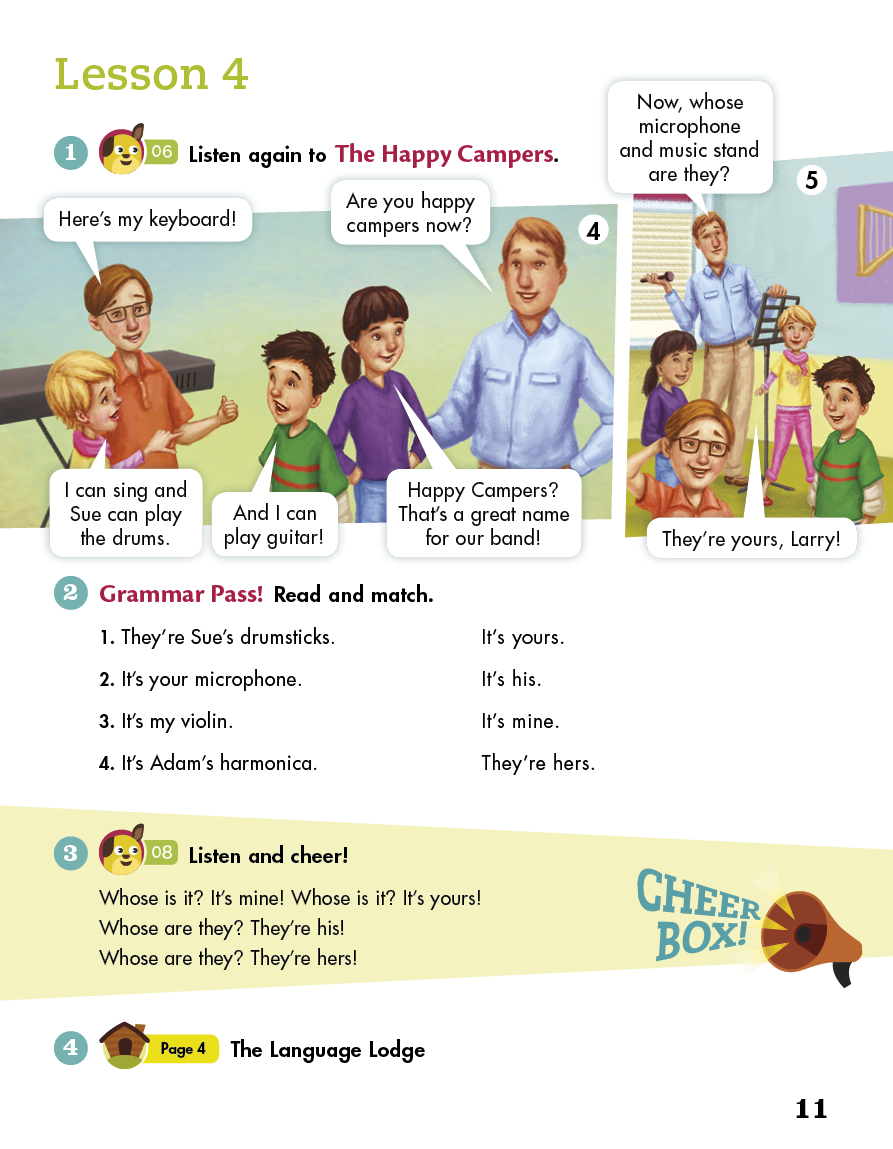 Lesson 4
1 06 Listen again to The Happy Campers.
Here's my keyboard!
Are you happy
campers now?
4
I can sing and
Sue can play
the drums.
And I can
play guitar!
Happy Campers?
That's a great name
for our band!
Now, whose
microphone
and music stand
are they?
5
They're yours, Larry!
2 Grammar Pass! Read and match.
1. They're Sue's drumsticks. It's yours.
2. It's your microphone. It's his.
3. It's my violin. It's mine.
4. It's Adam's harmonica. They're hers.
3 08 Listen and cheer!
Whose is it? It's mine! Whose is it? It's yours!
Whose are they? They're his!
Whose are they? They're hers!
CHEER
BOX!
4 Page 4 The Language Lodge
11